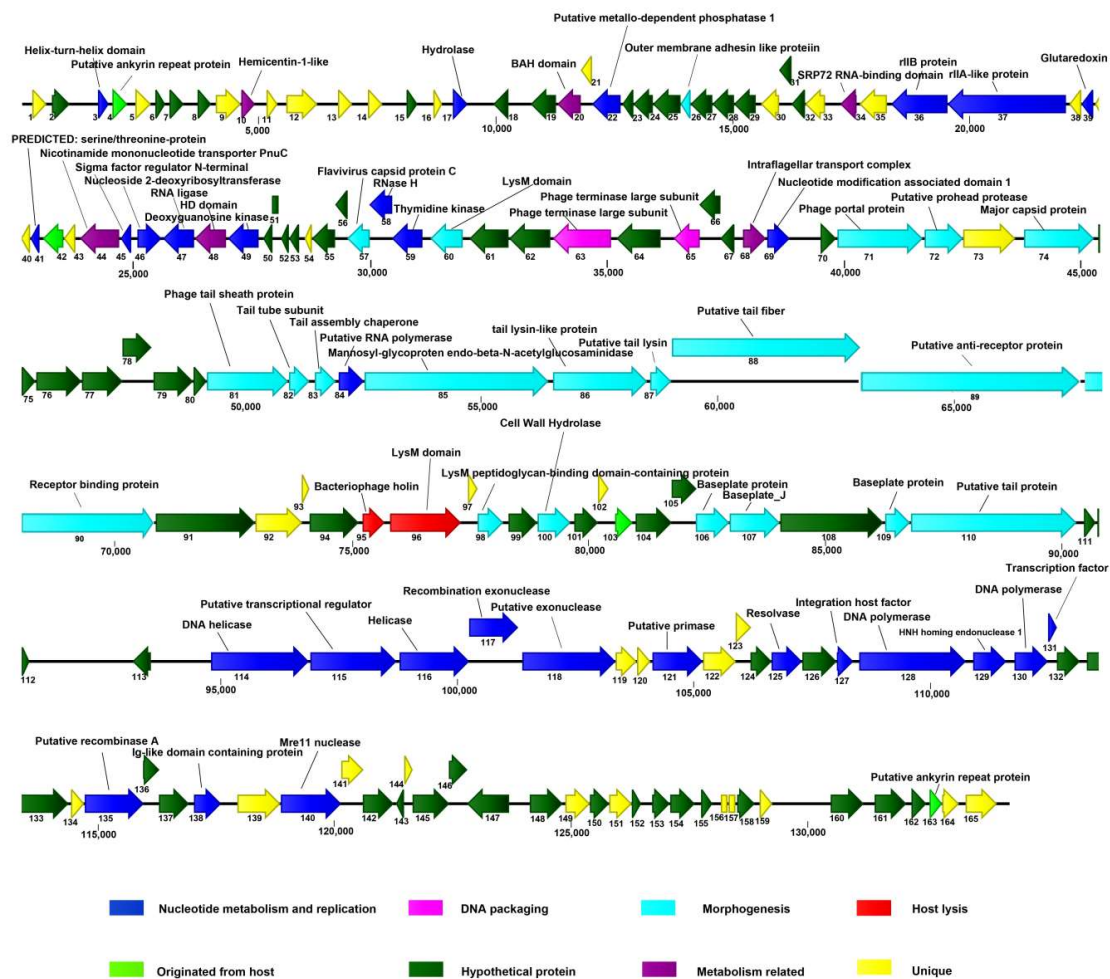 Putative metallo-dependent phosphatase 1
Helix-turn-helix domain
Putative ankyrin repeat protein
Hemicentin-1-like
Hydrolase
BAH domain
Outer membrane adhesin like proteiin
SRP72 RNA-binding domain
rIIB protein
rIIA-like protein
Glutaredoxin
21 31
1 2 3 4 5 6 7 8 9 10 11 12 13 14 15 16 17 18 19 20 22 23 24 25 26 27 28 29 30 32 33 34 35 36 37 38 39
5,000 10,000 15,000 20,000
PREDICTED: serine/threonine-protein
Nicotinamide mononucleotide transporter PnuC
Sigma factor regulator N-terminal
Nucleoside 2-deoxyribosyltransferase
RNA ligase
HD domain
Deoxyguanosine kinase
Flavivirus capsid protein C
RNase H
Thymidine kinase
LysM domain
Phage terminase large subunit
Phage terminase large subunit
Intraflagellar transport complex
Nucleotide modification associated domain 1
Phage portal protein
Putative prohead protease
Major capsid protein
51 56 58 66
40 41 42 43 44 45 46 47 48 49 50 52 53 54 55 57 59 60 61 62 63 64 65 67 68 69 70 71 72 73 74
25,000 30,000 35,000 40,000 45,000
Phage tail sheath protein
Tail tube subunit
Tail assembly chaperone
Putative RNA polymerase
Mannosyl-glycoproten endo-beta-N-acetylglucosaminidase
tail lysin-like protein
Putative tail lysin
Putative tail fiber
Putative anti-receptor protein
78 88
75 76 77 79 80 81 82 83 84 85 86 87 89
50,000 55,000 60,000 65,000
Cell Wall Hydrolase
LysM domain
LysM peptidoglycan-binding domain-containing protein
Receptor binding protein
Bacteriophage holin
Baseplate protein
Baseplate_J
Baseplate protein
Putative tail protein
93 97 102 105
90 91 92 94 95 96 98 99 100 101 103 104 106 107 108 109 110 111
70,000 75,000 80,000 85,000 90,000
Transcription factor
Recombination exonuclease
DNA polymerase
Putative transcriptional regulator
Putative exonuclease
Integration host factor
Resolvase
DNA helicase
Helicase
Putative primase
DNA polymerase
HNH homing endonuclease 1
117 123 131
112 113 114 115 116 118 119 120 121 122 124 125 126 127 128 129 130 132
95,000 100,000 105,000 110,000
Putative recombinase A
Ig-like domain containing protein
Mre11 nuclease
Putative ankyrin repeat protein
136 141 144 146
133 134 135 137 138 139 140 142 143 145 147 148 149 150 151 152 153 154 155 156 157 158 159 160 161 162 163 164 165
115,000 120,000 125,000 130,000
Nucleotide metabolism and replication
DNA packaging
Morphogenesis
Host lysis
Originated from host
Hypothetical protein
Metabolism related
Unique